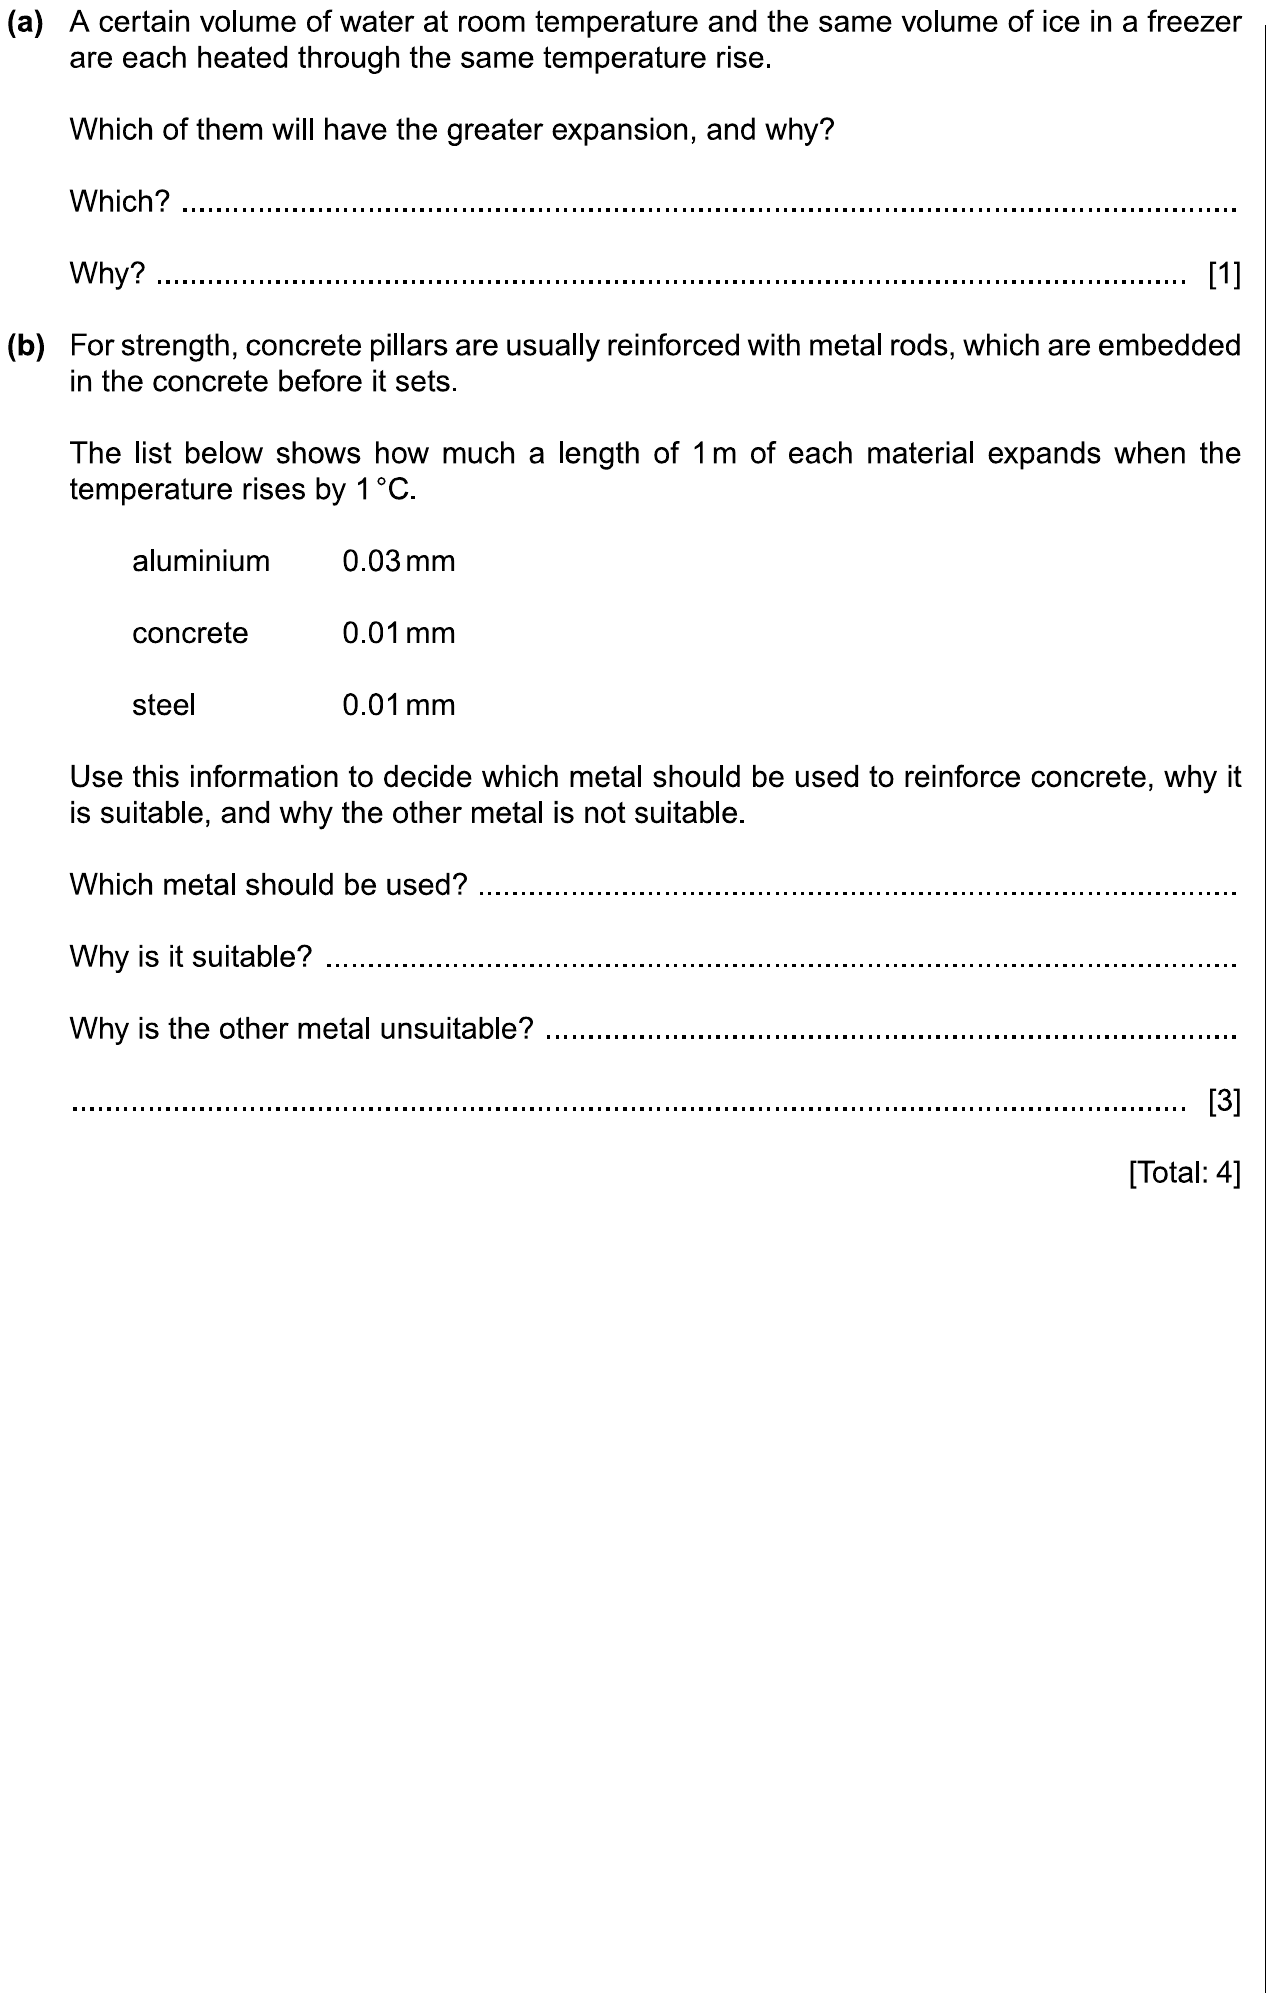 (a) A certain volume of water at room temperature and the same volume of ice in a freezer
are each heated through the same temperature rise.
Which of them will have the greater expansion, and why?
Which? ..........................................................................................................................
Why? ...................................................................................................................... [1]
(b) For strength, concrete pillars are usually reinforced with metal rods, which are embedded
in the concrete before it sets.
The list below shows how much a length of 1 m of each material expands when the
temperature rises by 1 °C.
aluminium 0.03 mm
concrete 0.01 mm
steel 0.01 mm
Use this information to decide which metal should be used to reinforce concrete, why it
is suitable, and why the other metal is not suitable.
Which metal should be used? ........................................................................................
Why is it suitable? ..........................................................................................................
Why is the other metal unsuitable? ................................................................................
................................................................................................................................. [3]
[Total: 4]